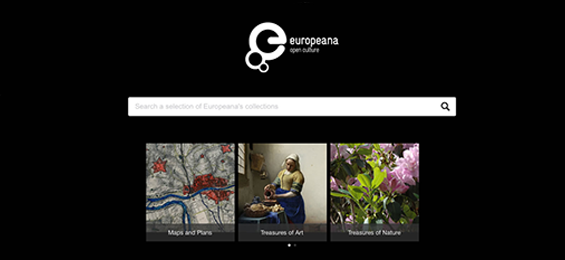 europeana
open culture
Search a selection of Europeana's collections
Maps and Plans
Treasures of Art
Treasures of Nature